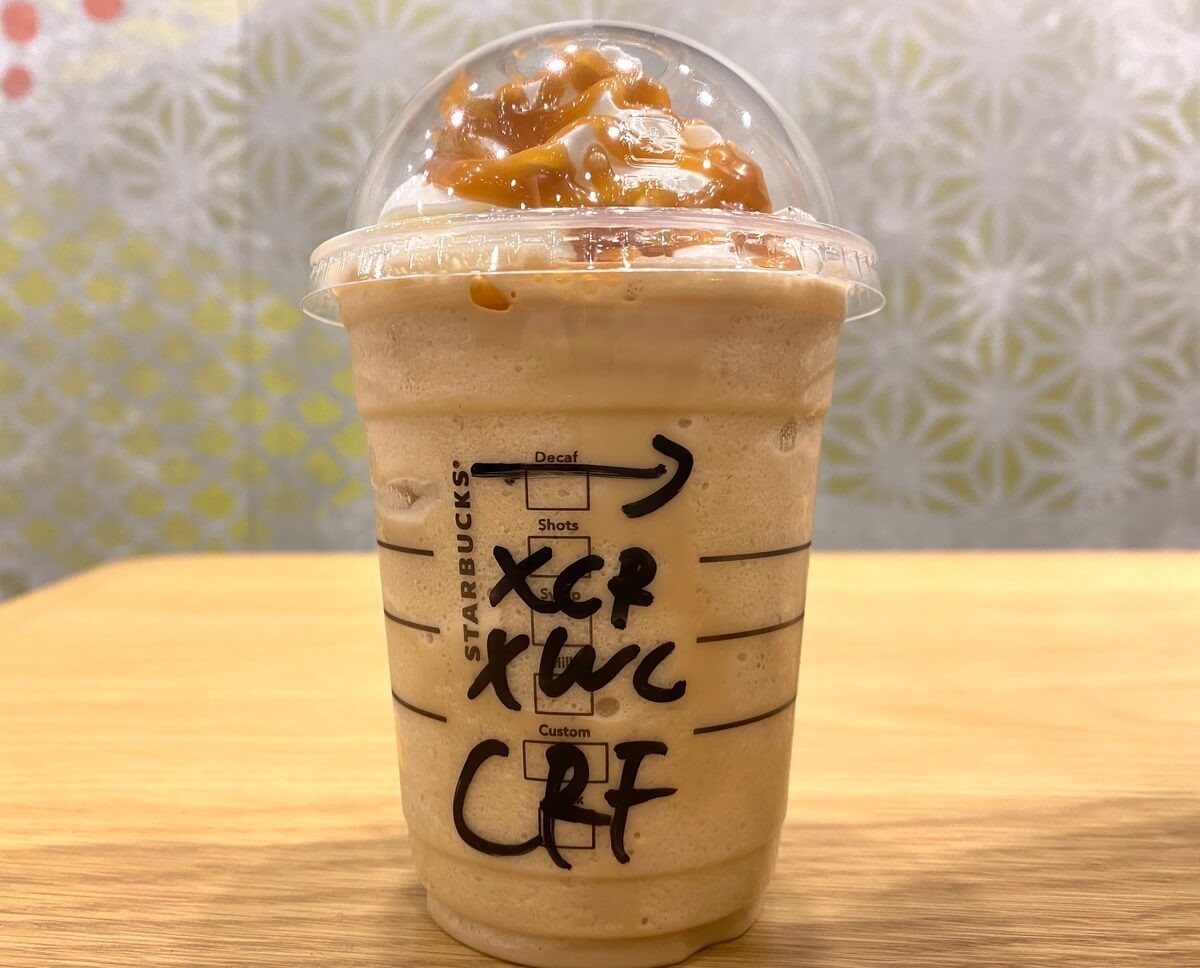 STARBUCKS®
Decaf
Shots
XCR
XWC
Custom
CRF